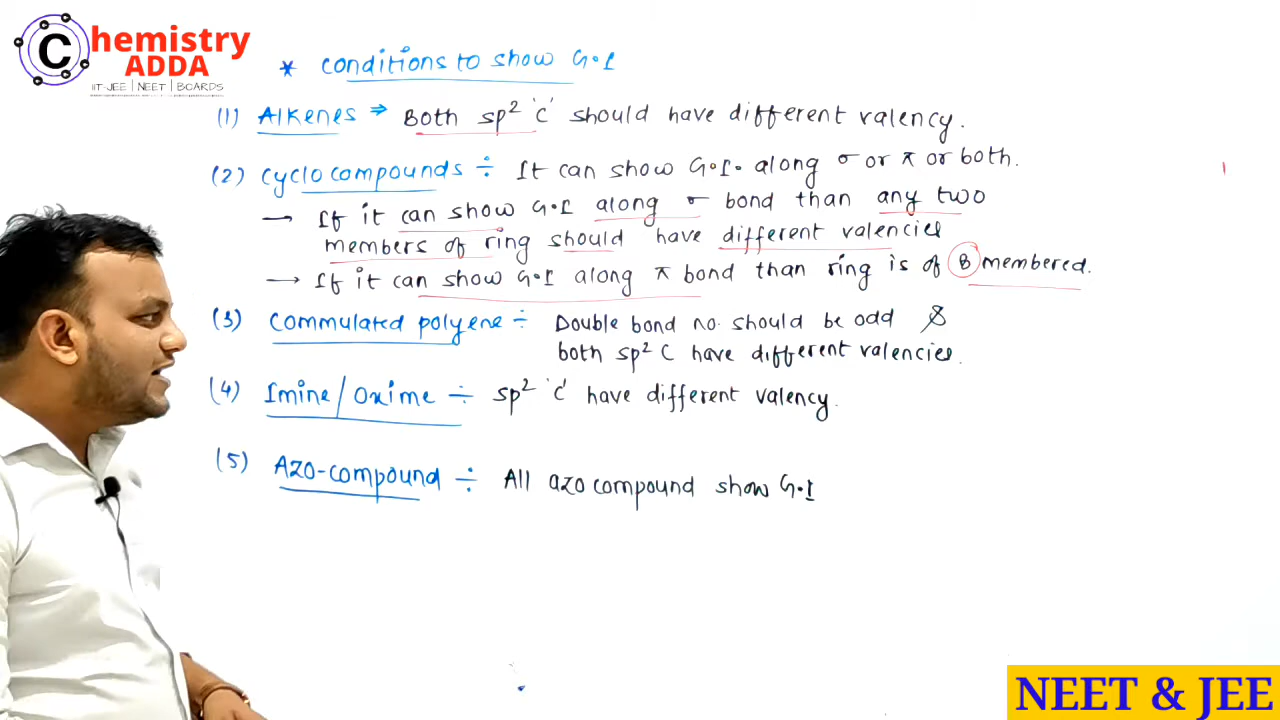 Chemistry
ADDA
IIT-JEE | NEET | BOARDS
* conditions to show G.I
(1) Alkenes → Both sp² 'C' should have different valency.
(2) Cyclo compounds ÷ It can show G.I. along σ or π or both.
→ If it can show G.I along σ bond than any two
members of ring should have different valencies
→ If it can show G.I along π bond than ring is of 8 membered.
(3) Commulated polyene ÷ Double bond no. should be odd &
both sp² C have different valencies.
(4) Imine/Oxime ÷ sp² 'C' have different valency.
(5) Azo-compound ÷ All azo compound show G.I
NEET & JEE